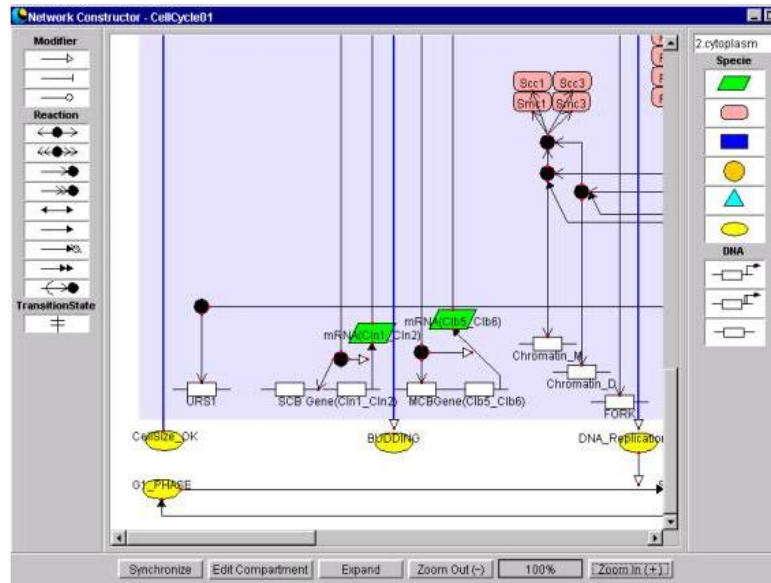 Network Constructor - CellCycle01
Modifier
Reaction
TransitionState
2.cytoplasm
Specie
DNA
Scc1
Scc3
Smc1
Smc3
mRNA(Cln1_Cln2)
mRNA(Clb5_Clb6)
Chromatin_M
Chromatin_D
URS1
SCB Gene(Cln1_Cln2)
MCBGene(Clb5_Clb6)
FORK
Cellsize_OK
BUDDING
DNA_Replication
G1_PHASE
Synchronize
Edit Compartment
Expand
Zoom Out (-)
100%
Zoom In (+)